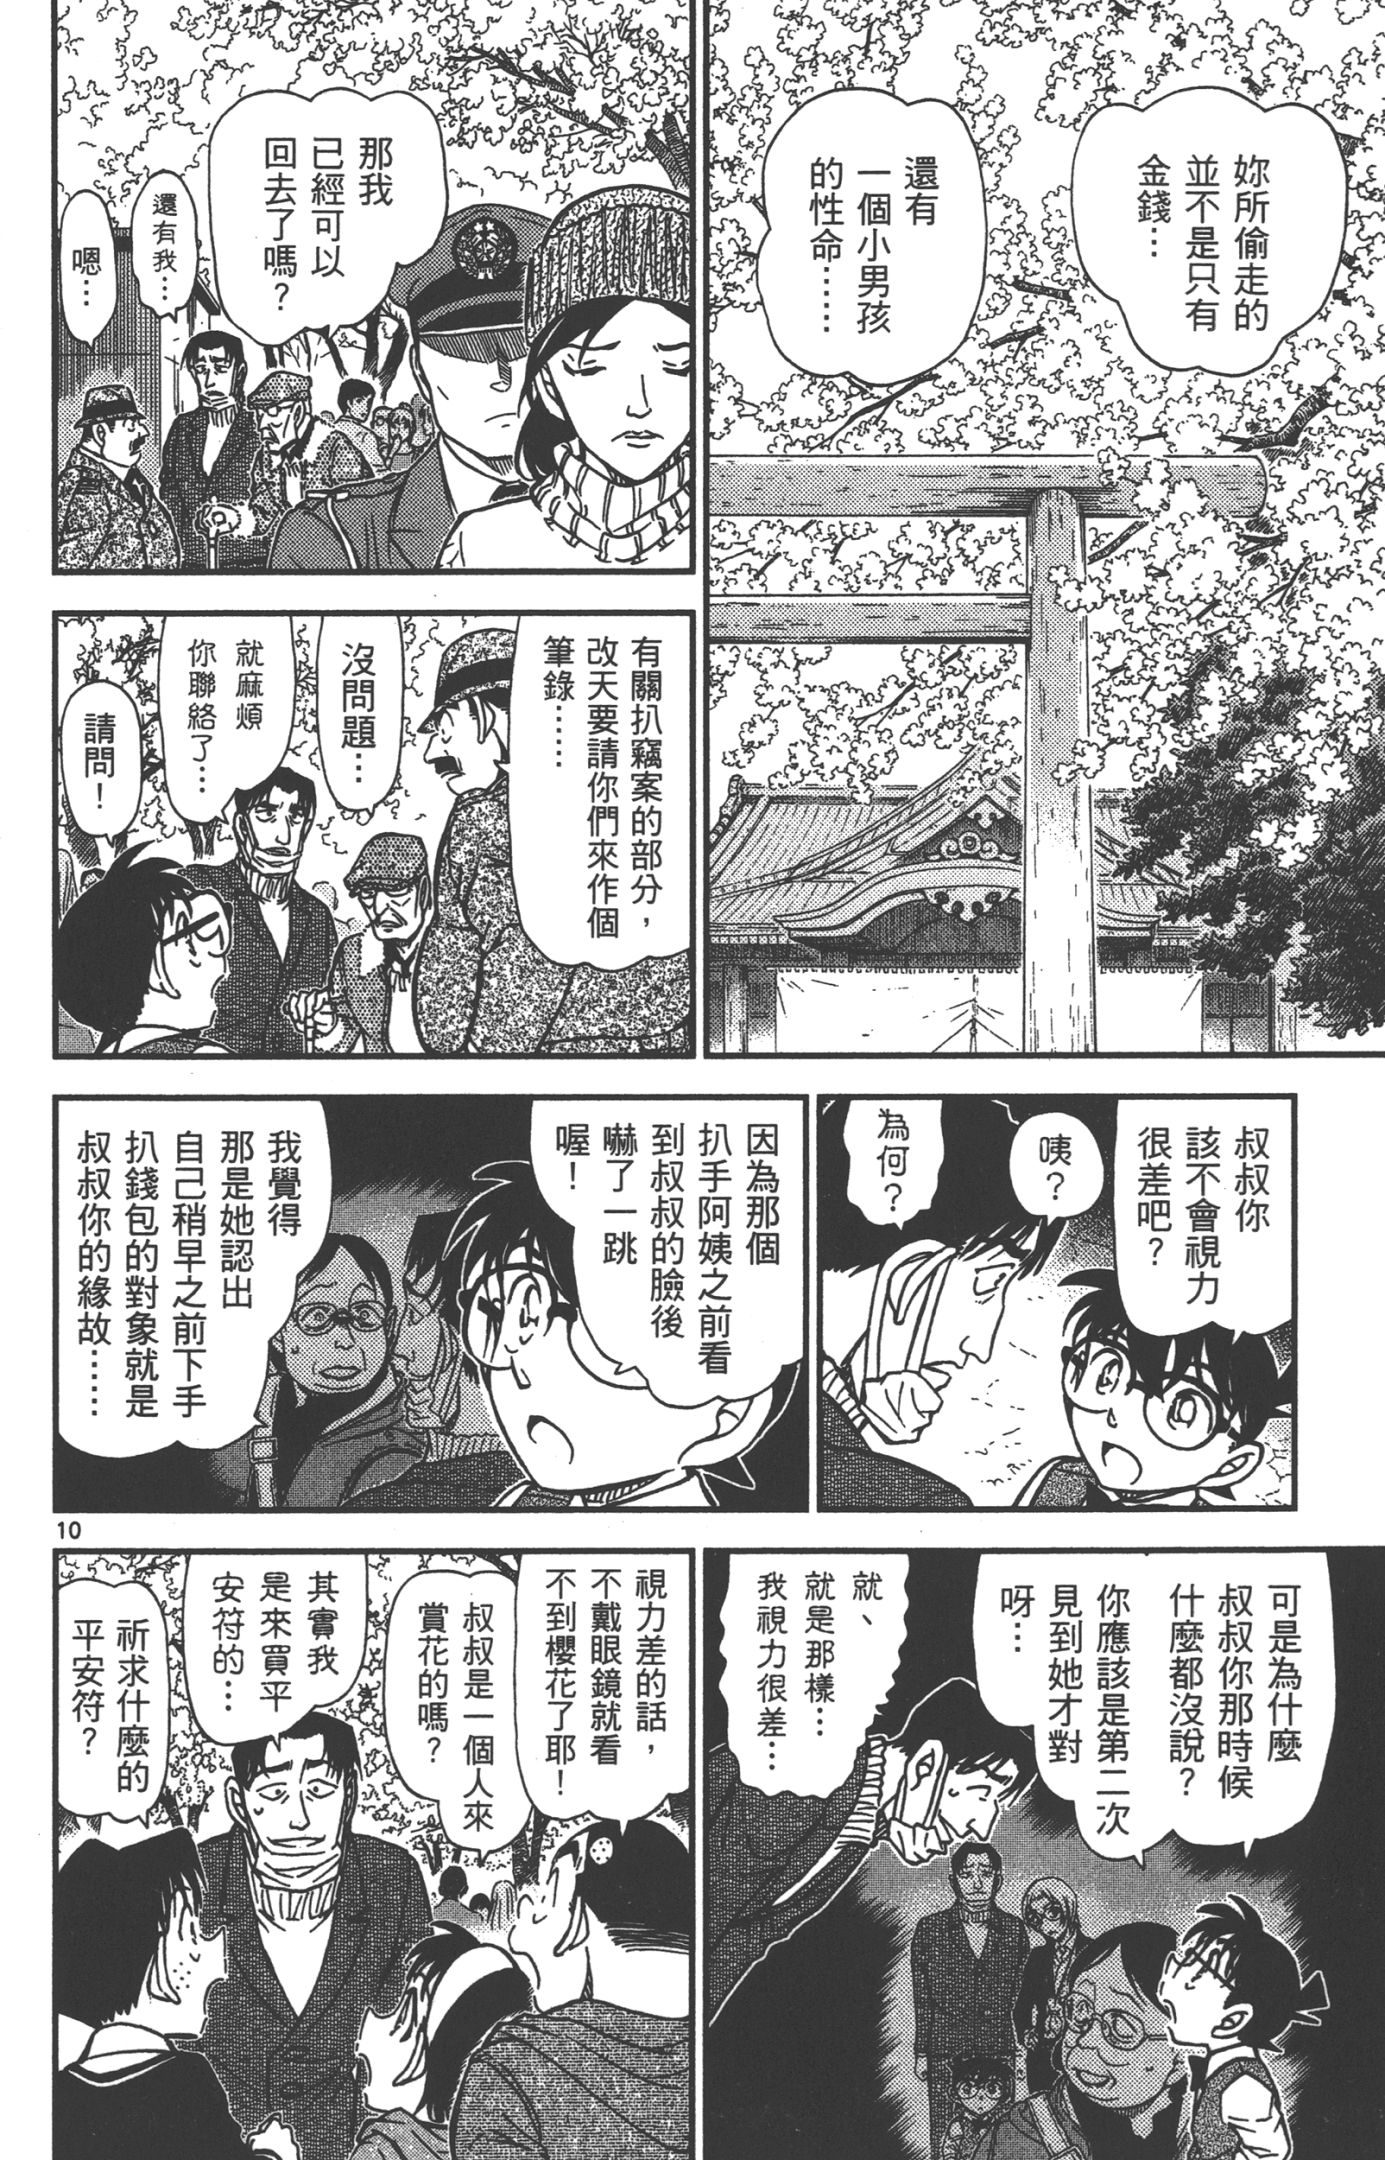 妳所偷走的
並不是只有
金錢…
還有
一個小男孩
的性命……
那我
已經可以
回去了嗎？
還有我…
嗯…
有關扒竊案的部分，
改天要請你們來作個
筆錄……
沒問題…
就麻煩
你聯絡了…
請問！
叔叔你
該不會視力
很差吧？
咦？
為何？
因為那個
扒手阿姨之前看
到叔叔的臉後
嚇了一跳
喔！
我覺得
那是她認出
自己稍早之前下手
扒錢包的對象就是
叔叔你的緣故……
可是為什麼
叔叔你那時候
什麼都沒說？
你應該是第二次
見到她才對
呀…
就、
就是那樣…
我視力很差…
視力差的話，
不戴眼鏡就看
不到櫻花了耶！
叔叔是一個人來
賞花的嗎？
其實我
是來買平
安符的…
祈求什麼的
平安符？
10